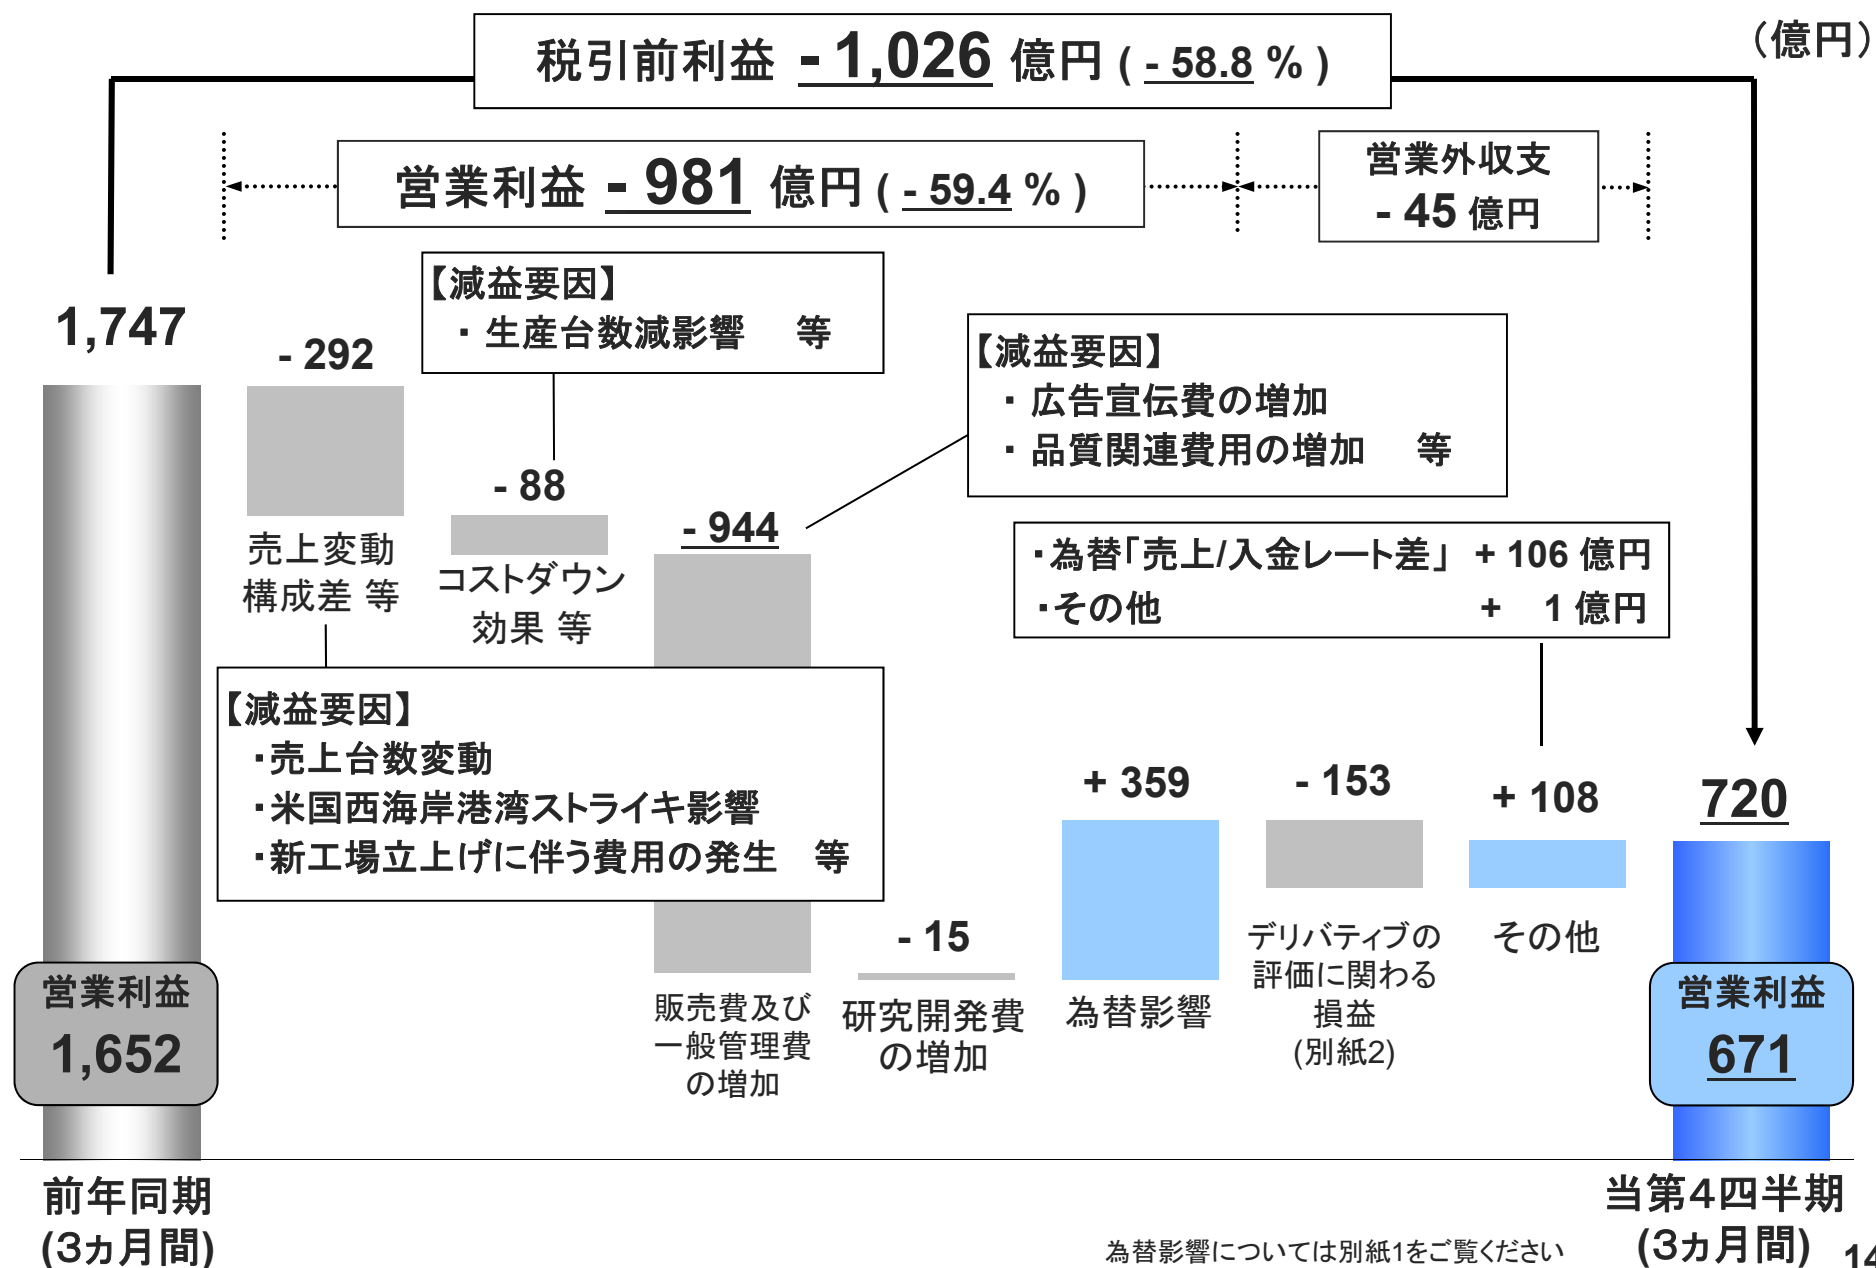 税引前利益 - 1,026 億円 ( - 58.8 % )
（億円）
営業利益 - 981 億円 ( - 59.4 % )
営業外収支
- 45 億円
1,747
- 292
売上変動
構成差 等
【減益要因】
・ 生産台数減影響 等
- 88
コストダウン
効果 等
【減益要因】
・ 広告宣伝費の増加
・ 品質関連費用の増加 等
- 944
・為替「売上/入金レート差」 + 106 億円
・その他 + 1 億円
【減益要因】
・売上台数変動
・米国西海岸港湾ストライキ影響
・新工場立上げに伴う費用の発生 等
販売費及び
一般管理費
の増加
- 15
研究開発費
の増加
+ 359
為替影響
- 153
デリバティブの
評価に関わる
損益
(別紙2)
+ 108
その他
720
営業利益
1,652
営業利益
671
前年同期
(3ヵ月間)
当第4四半期
(3ヵ月間)
為替影響については別紙1をご覧ください
14